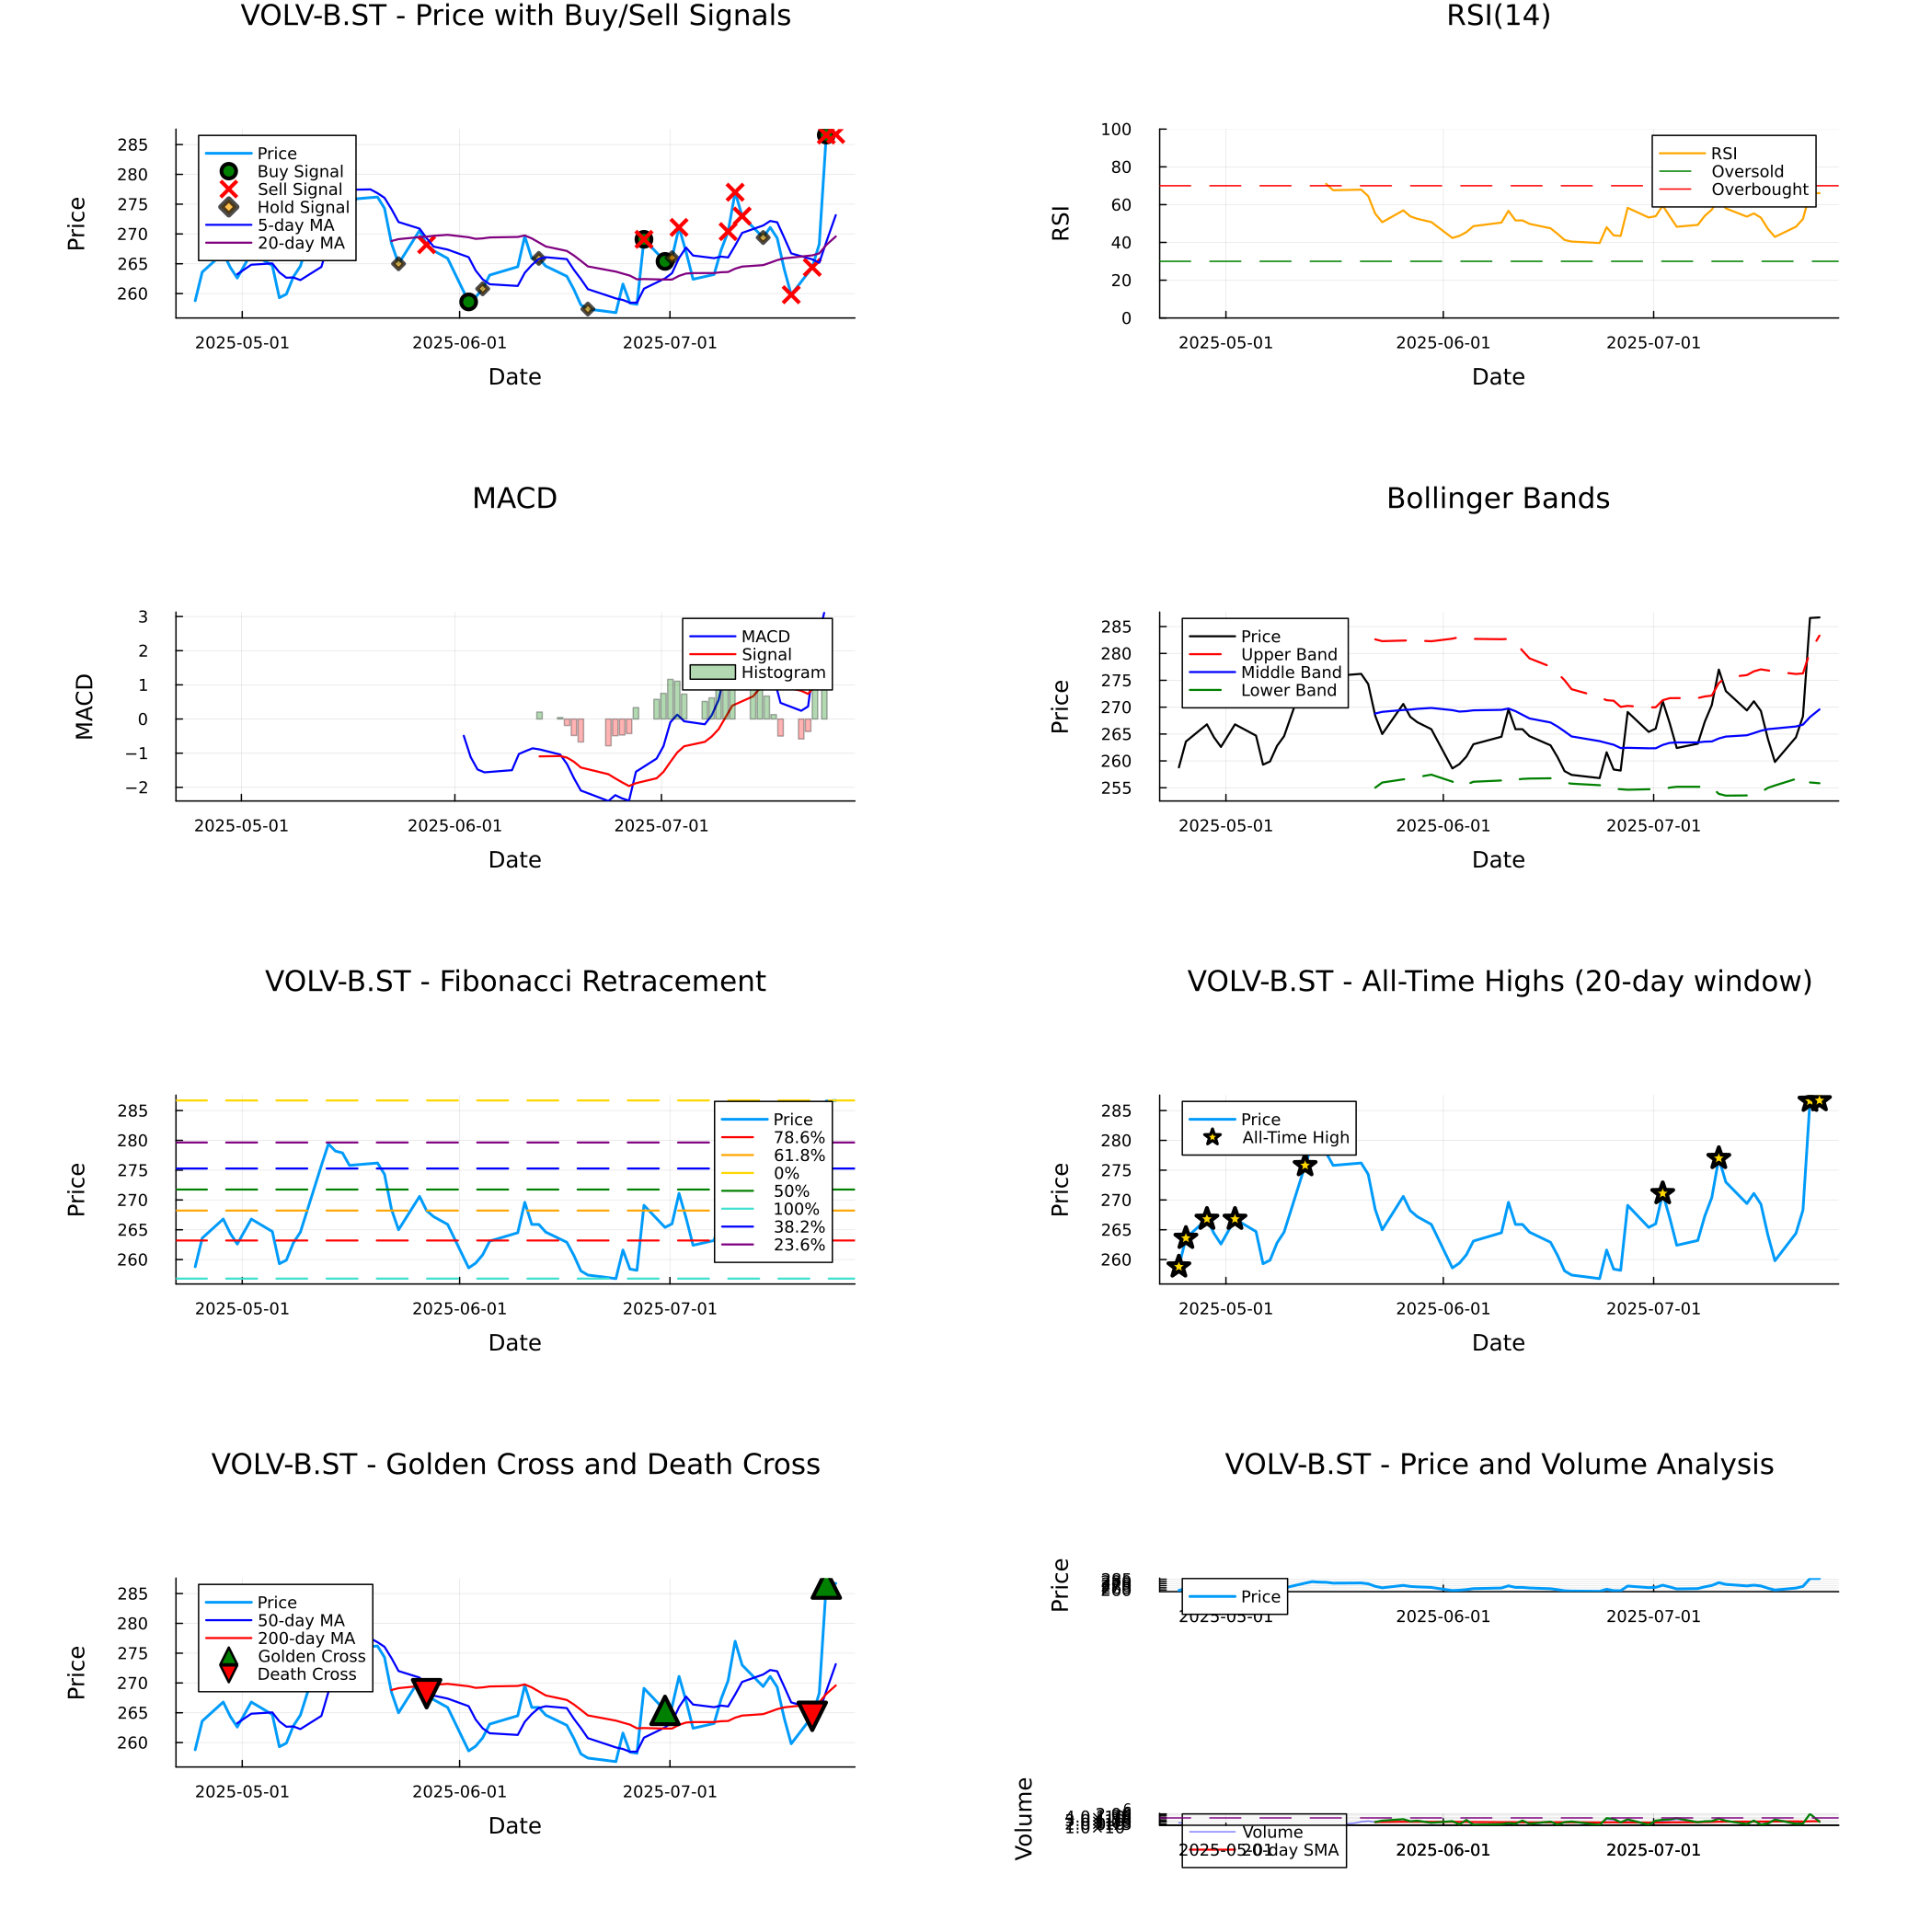 VOLV-B.ST - Price with Buy/Sell Signals
Price
285
280
275
270
265
260
Price
Buy Signal
Sell Signal
Hold Signal
5-day MA
20-day MA
2025-05-01
2025-06-01
2025-07-01
Date
RSI(14)
RSI
100
80
60
40
20
0
RSI
Oversold
Overbought
2025-05-01
2025-06-01
2025-07-01
Date
MACD
MACD
3
2
1
0
−1
−2
MACD
Signal
Histogram
2025-05-01
2025-06-01
2025-07-01
Date
Bollinger Bands
Price
285
280
275
270
265
260
255
Price
Upper Band
Middle Band
Lower Band
2025-05-01
2025-06-01
2025-07-01
Date
VOLV-B.ST - Fibonacci Retracement
Price
285
280
275
270
265
260
Price
78.6%
61.8%
0%
50%
100%
38.2%
23.6%
2025-05-01
2025-06-01
2025-07-01
Date
VOLV-B.ST - All-Time Highs (20-day window)
Price
285
280
275
270
265
260
Price
All-Time High
2025-05-01
2025-06-01
2025-07-01
Date
VOLV-B.ST - Golden Cross and Death Cross
Price
285
280
275
270
265
260
Price
50-day MA
200-day MA
Golden Cross
Death Cross
2025-05-01
2025-06-01
2025-07-01
Date
VOLV-B.ST - Price and Volume Analysis
Price
Price
2025-05-01
2025-06-01
2025-07-01
Volume
Volume
20-day SMA
2025-05-01
2025-06-01
2025-07-01